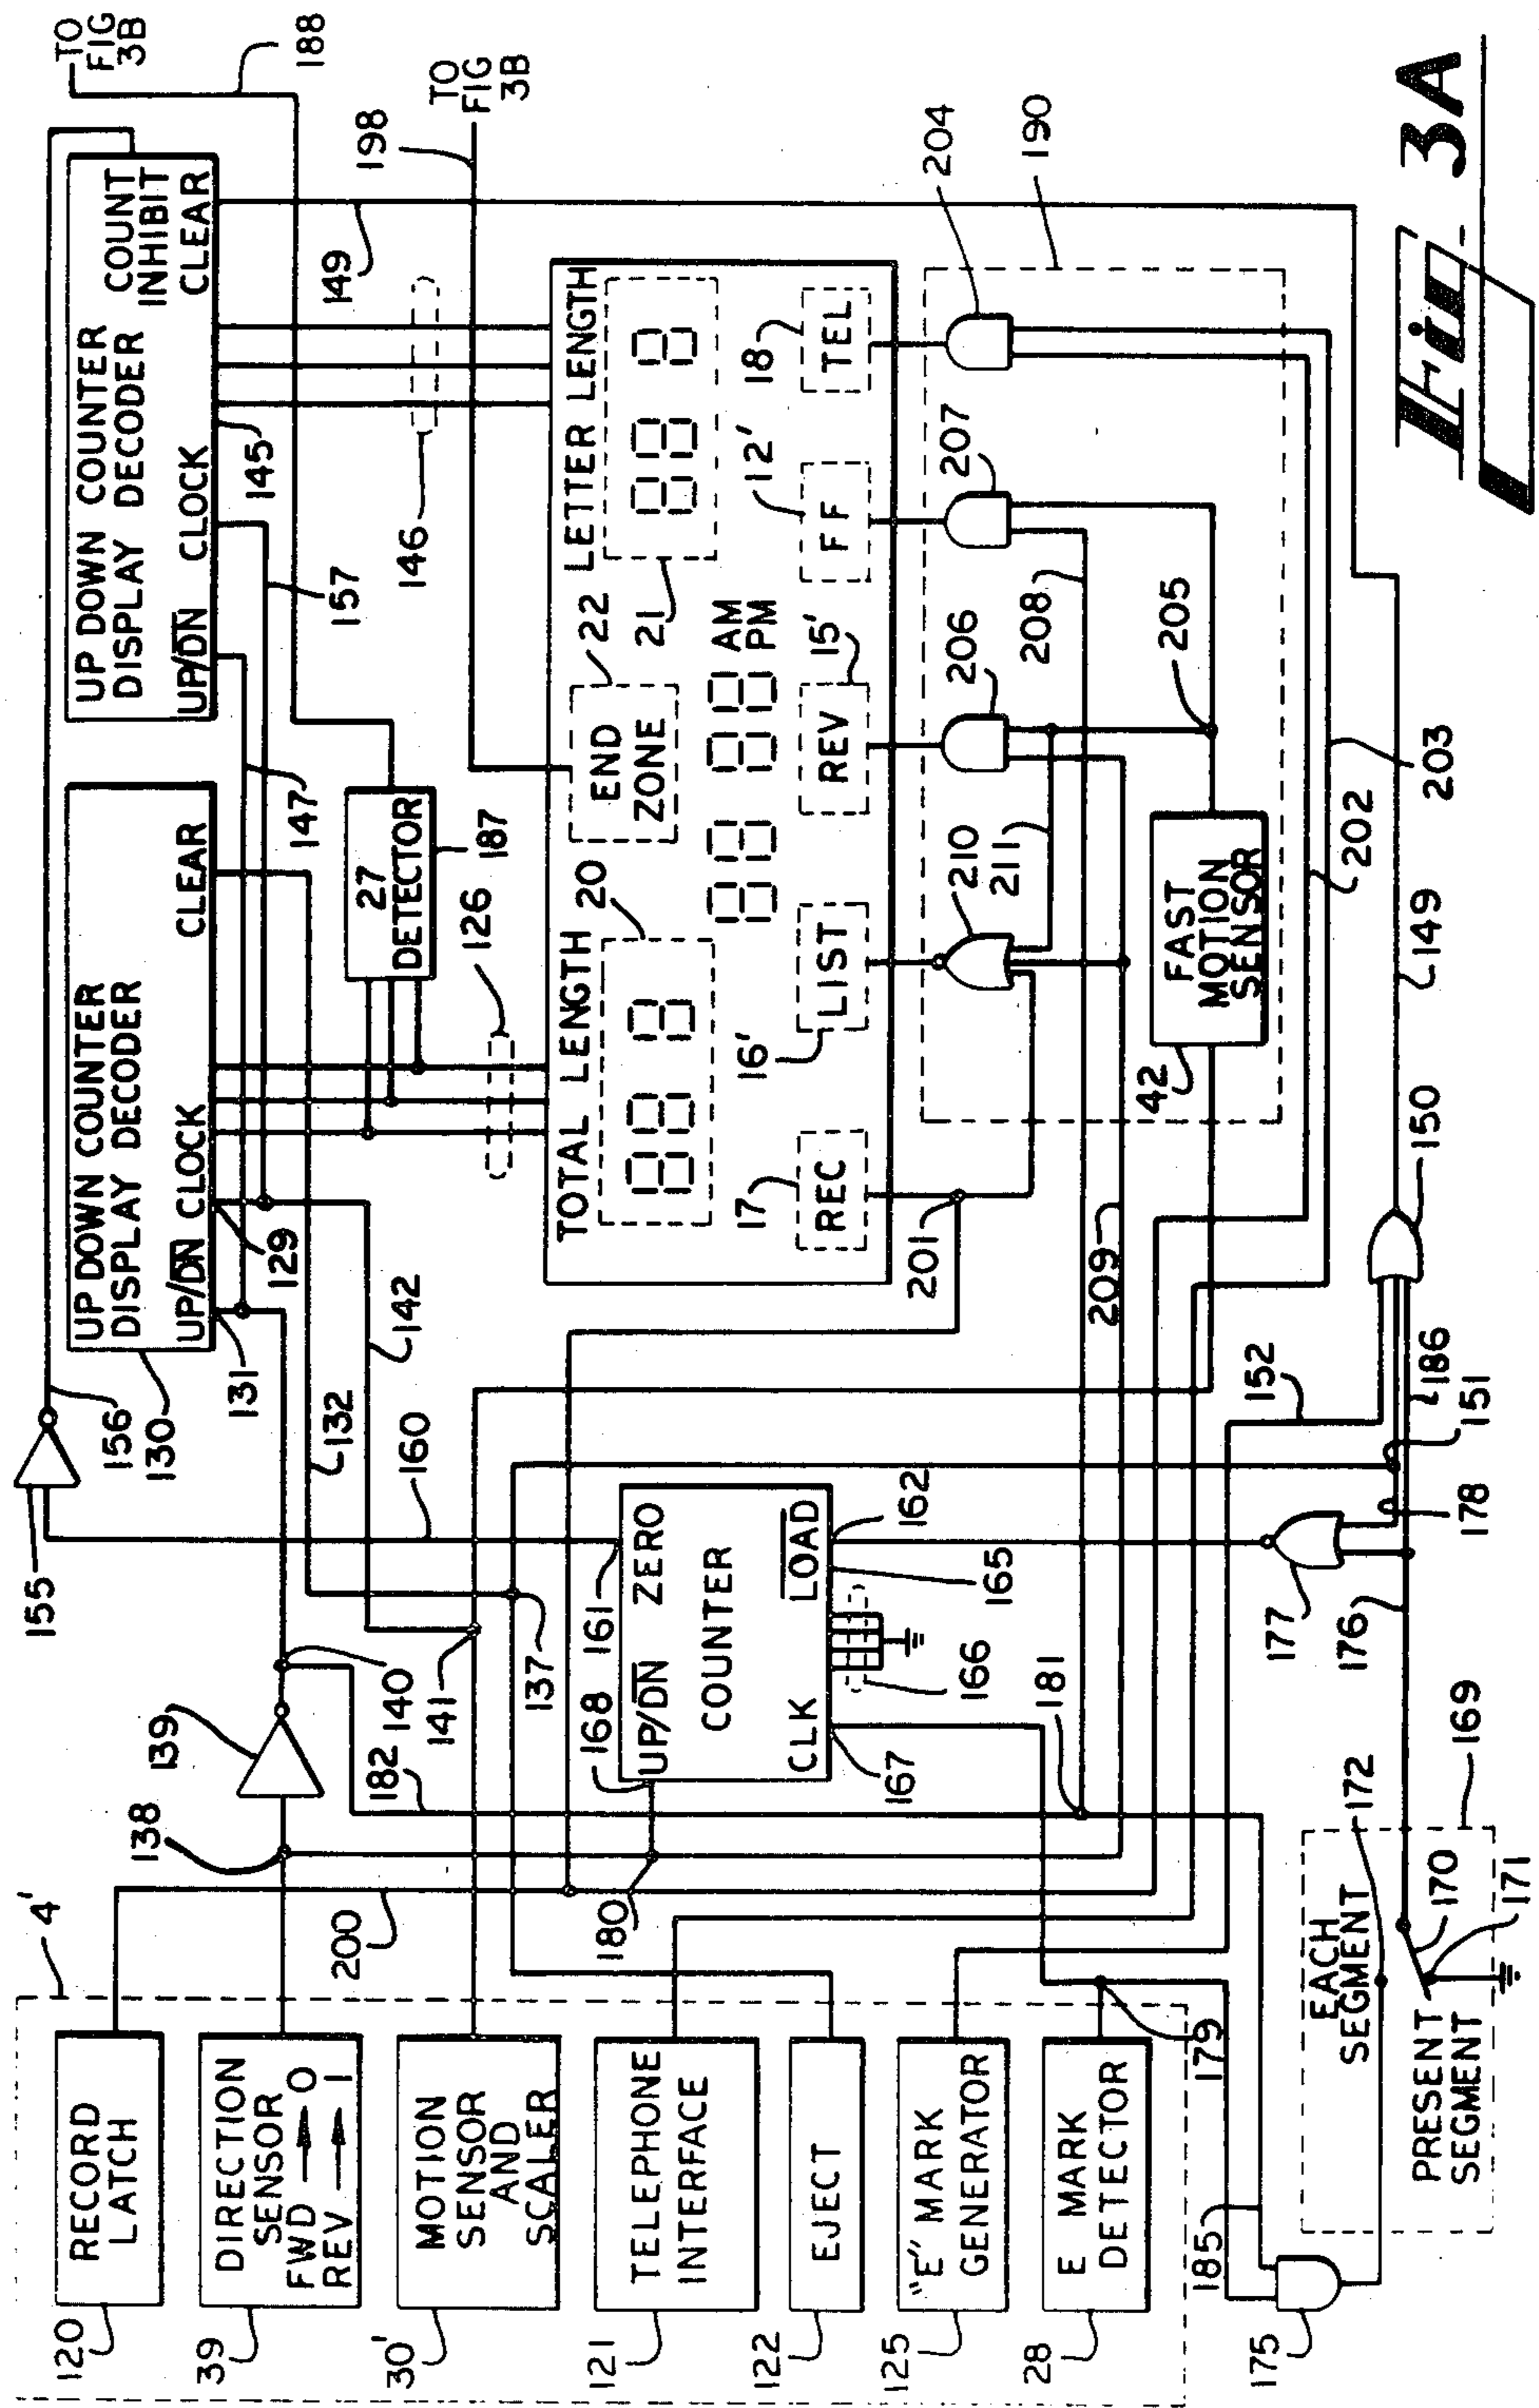 4'
RECORD
LATCH
120
DIRECTION
SENSOR
FWD → 0
REV → 1
39
MOTION
SENSOR
AND
SCALER
30'
TELEPHONE
INTERFACE
121
EJECT
122
"E" MARK
GENERATOR
125
E MARK
DETECTOR
28
138
139
140
182
200
141
180
137
179
185
175
EACH
SEGMENT
172
PRESENT
SEGMENT
170
171
169
181
155
156
160
161
168
UP/DN ZERO
COUNTER
CLK LOAD
162
165
166
167
177
176
178
151
186
152
150
149
130
UP DOWN COUNTER
DISPLAY DECODER
UP/DN CLOCK CLEAR
131
129
132
142
147
157
UP DOWN COUNTER
DISPLAY DECODER
COUNT
INHIBIT
UP/DN CLOCK CLEAR
145
149
146
27
DETECTOR
187
126
TO
FIG
3B
188
TO
FIG
3B
198
TOTAL LENGTH
20
END
ZONE
22
LETTER LENGTH
21
88:88:88 AM
PM
17
REC
16'
LIST
REV
15'
FF
12'
TEL
18
201
209
210
211
206
208
207
204
190
205
FAST
MOTION
SENSOR
42
202
203
Fig 3A